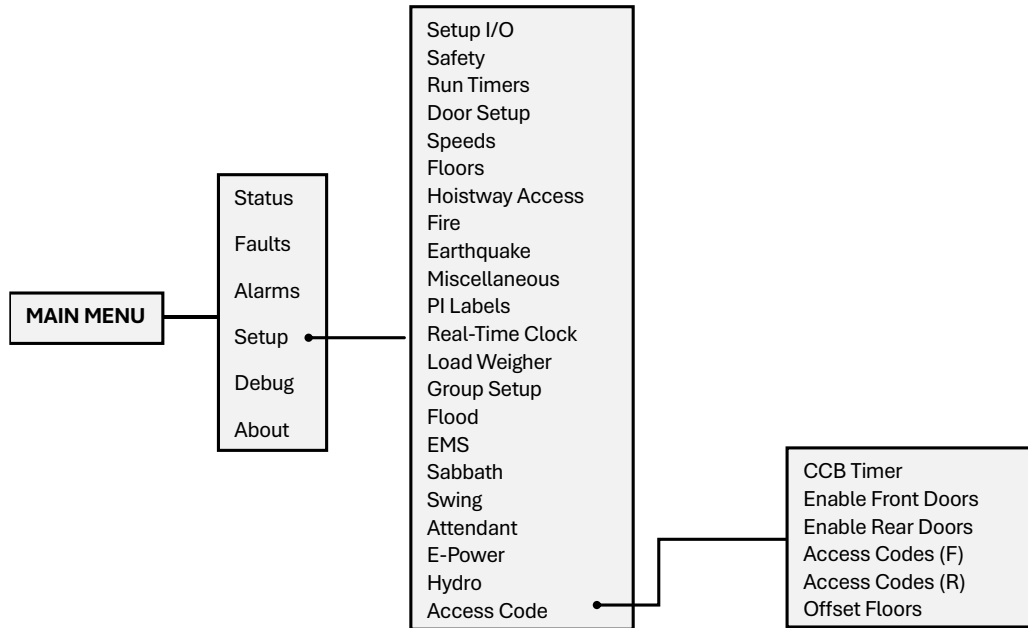 MAIN MENU
Status
Faults
Alarms
Setup
Debug
About
Setup I/O
Safety
Run Timers
Door Setup
Speeds
Floors
Hoistway Access
Fire
Earthquake
Miscellaneous
PI Labels
Real-Time Clock
Load Weigher
Group Setup
Flood
EMS
Sabbath
Swing
Attendant
E-Power
Hydro
Access Code
CCB Timer
Enable Front Doors
Enable Rear Doors
Access Codes (F)
Access Codes (R)
Offset Floors